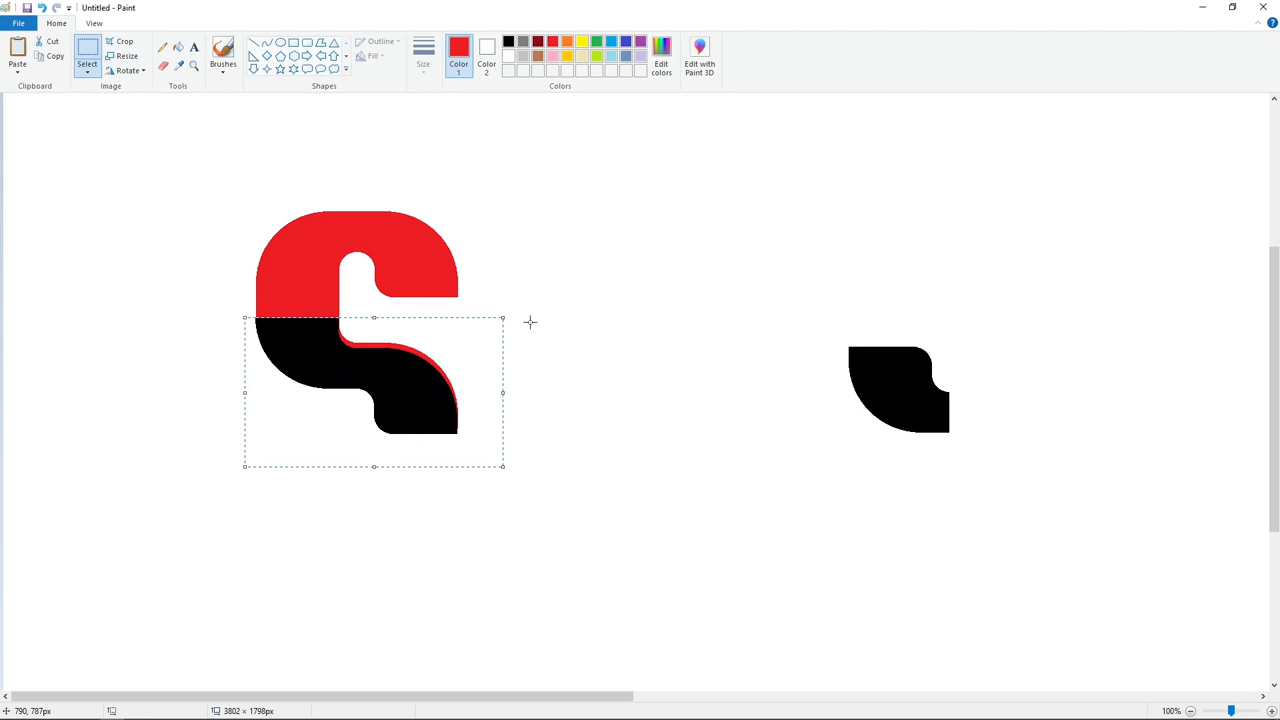 Untitled - Paint
File Home View
Paste
Cut
Copy
Clipboard
Select
Crop
Resize
Rotate
Image
A
Tools
Brushes
Outline
Fill
Shapes
Size
Color 1
Color 2
Edit colors
Colors
Edit with Paint 3D
790, 787px
3802 × 1798px
100%